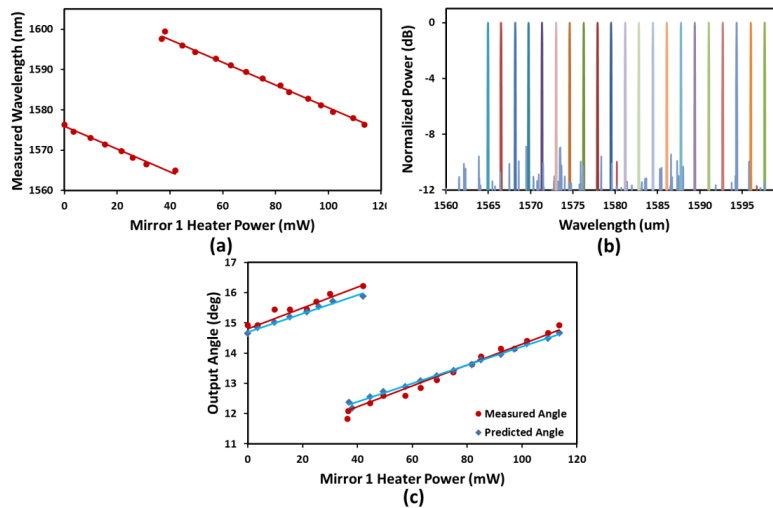 (a)
1600
1590
1580
1570
1560
Measured Wavelength (nm)
0 20 40 60 80 100 120
Mirror 1 Heater Power (mW)
(b)
0
-4
-8
-12
Normalized Power (dB)
1560 1565 1570 1575 1580 1585 1590 1595
Wavelength (um)
17
16
15
14
13
12
11
Output Angle (deg)
Measured Angle
Predicted Angle
0 20 40 60 80 100 120
Mirror 1 Heater Power (mW)
(c)